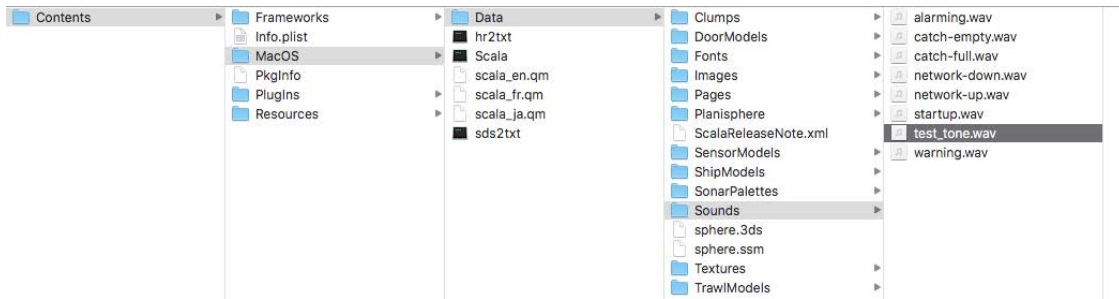 Contents
Frameworks
Info.plist
MacOS
PkgInfo
PlugIns
Resources
Data
hr2txt
Scala
scala_en.qm
scala_fr.qm
scala_ja.qm
sds2txt
Clumps
DoorModels
Fonts
Images
Pages
Planisphere
ScalaReleaseNote.xml
SensorModels
ShipModels
SonarPalettes
Sounds
sphere.3ds
sphere.ssm
Textures
TrawlModels
alarming.wav
catch-empty.wav
catch-full.wav
network-down.wav
network-up.wav
startup.wav
test_tone.wav
warning.wav